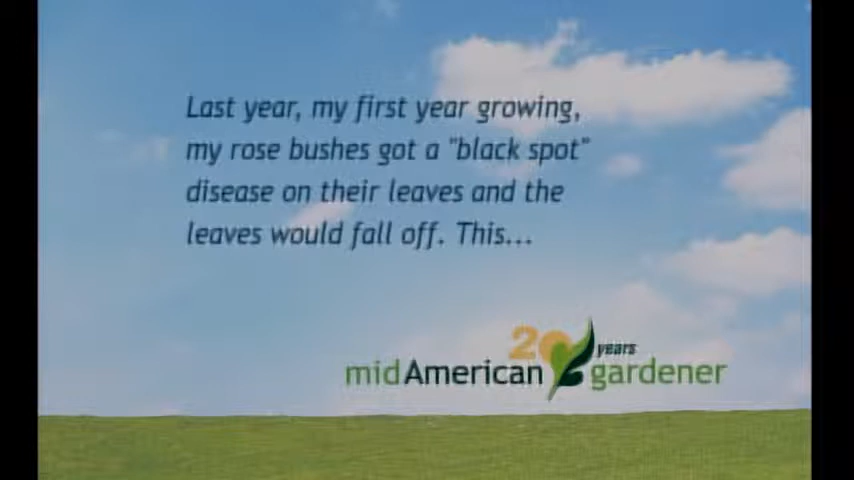 Last year, my first year growing,
my rose bushes got a "black spot"
disease on their leaves and the
leaves would fall off. This...
20 years
midAmerican gardener